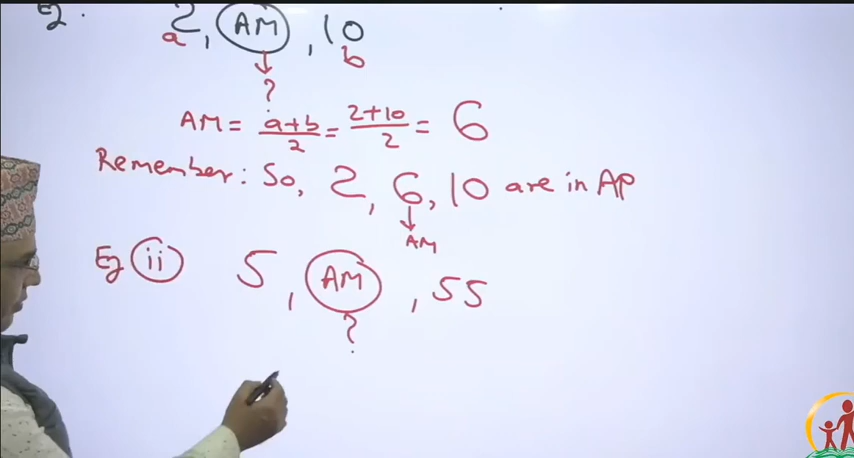 Eg.
2, AM, 10
a b
?
AM = a+b/2 = 2+10/2 = 6
Remember: So, 2, 6, 10 are in AP
AM
Eg ii 5, AM, 55
?